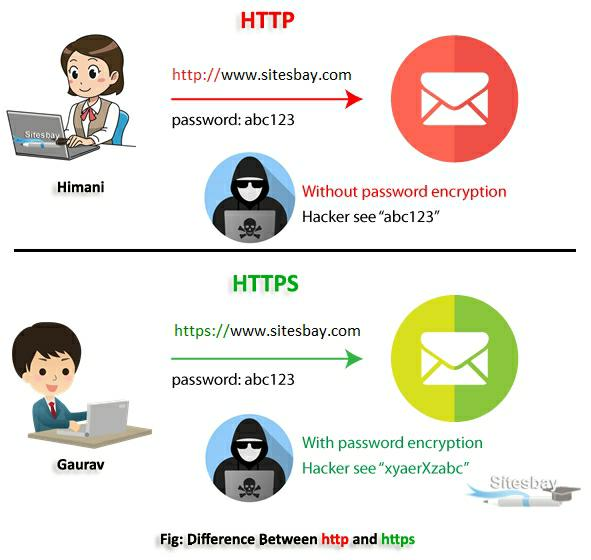 HTTP
http://www.sitesbay.com
password: abc123
Sitesbay
Himani
Without password encryption
Hacker see “abc123”
HTTPS
https://www.sitesbay.com
password: abc123
Gaurav
With password encryption
Hacker see “xyaerXzabc”
Sitesbay
Fig: Difference Between http and https